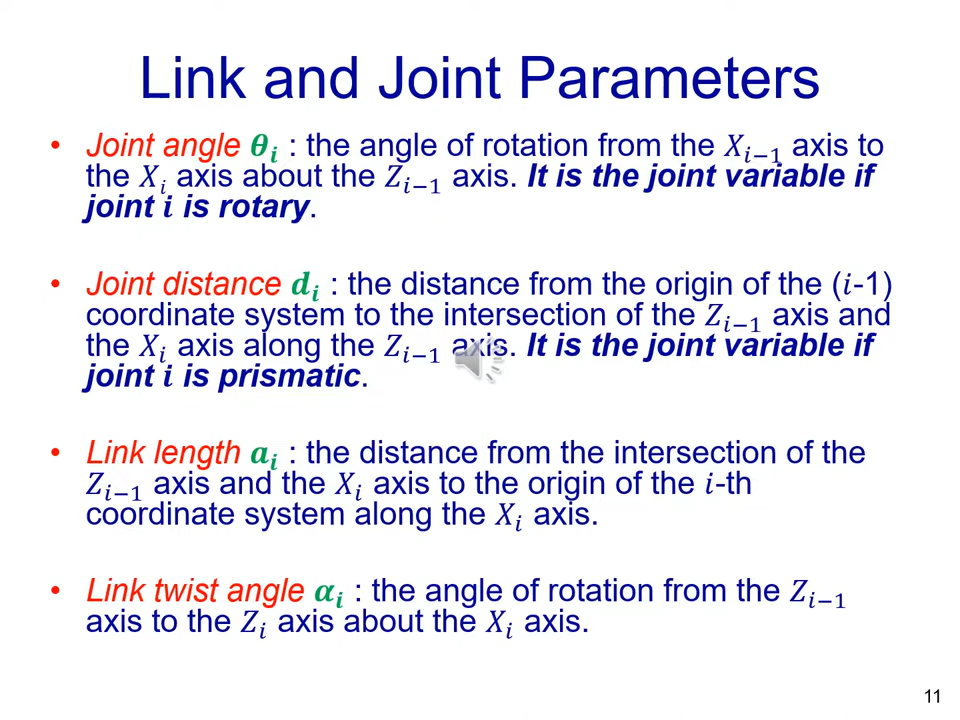 Link and Joint Parameters
• Joint angle θᵢ : the angle of rotation from the Xᵢ₋₁ axis to
the Xᵢ axis about the Zᵢ₋₁ axis. It is the joint variable if
joint i is rotary.
• Joint distance dᵢ : the distance from the origin of the (i-1)
coordinate system to the intersection of the Zᵢ₋₁ axis and
the Xᵢ axis along the Zᵢ₋₁ axis. It is the joint variable if
joint i is prismatic.
• Link length aᵢ : the distance from the intersection of the
Zᵢ₋₁ axis and the Xᵢ axis to the origin of the i-th
coordinate system along the Xᵢ axis.
• Link twist angle αᵢ : the angle of rotation from the Zᵢ₋₁
axis to the Zᵢ axis about the Xᵢ axis.
11